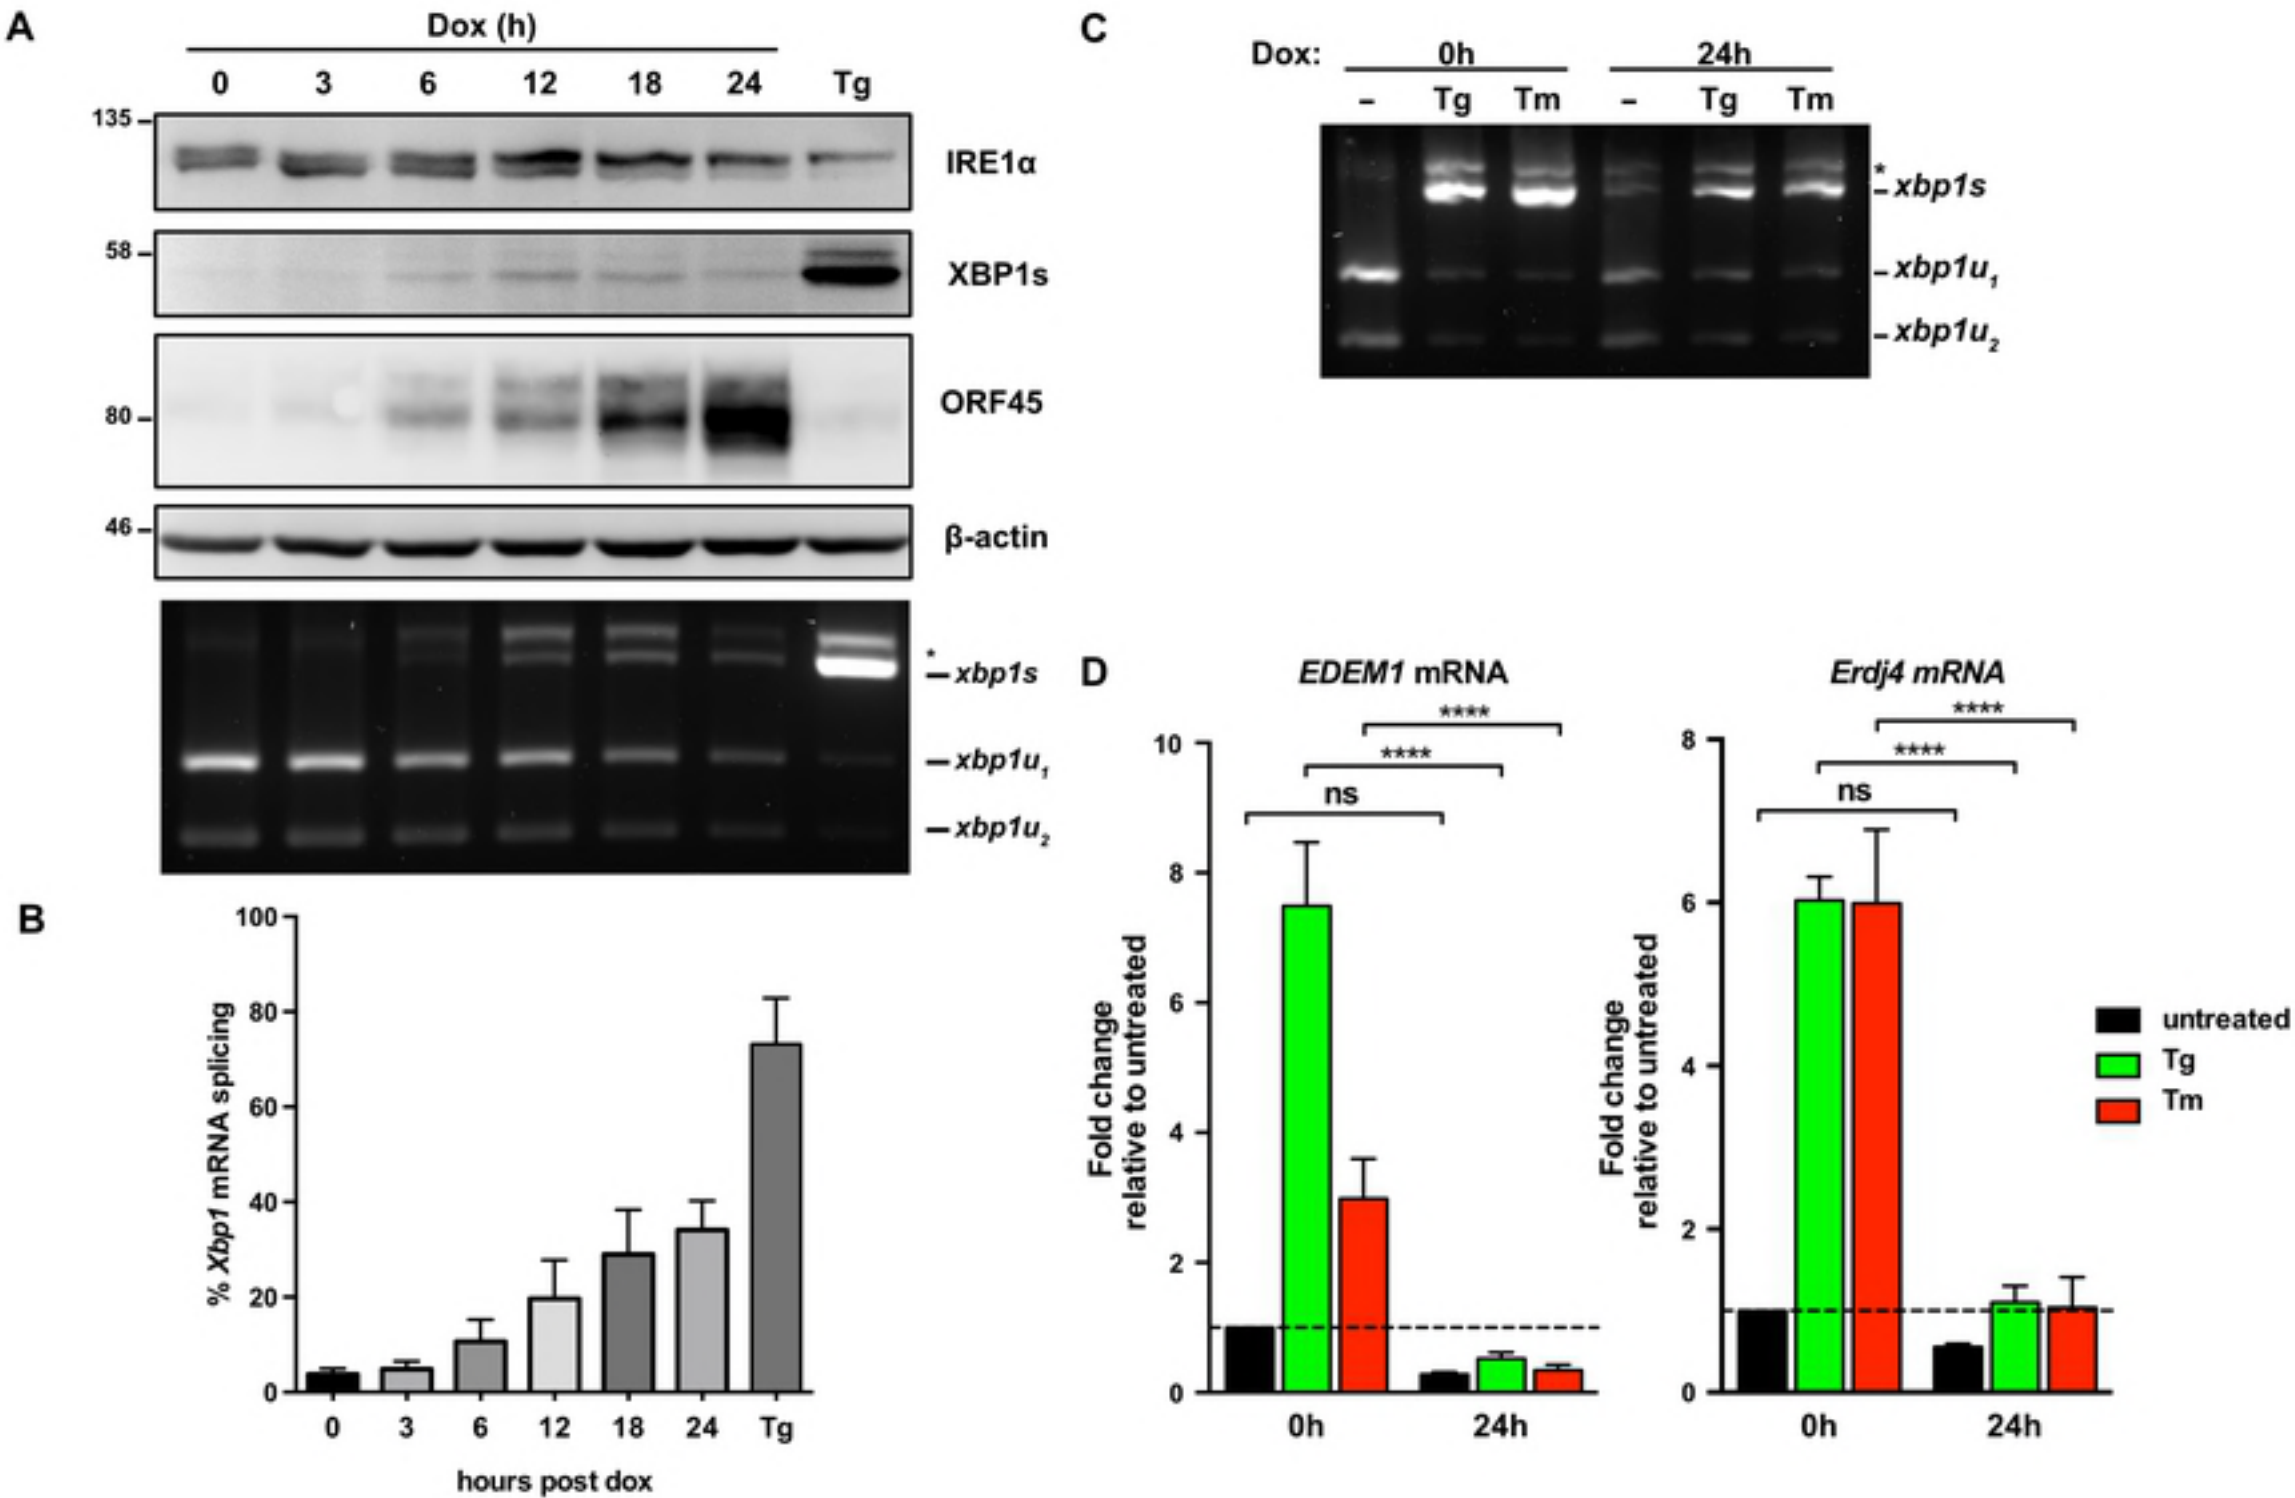 A
Dox (h)
0 3 6 12 18 24 Tg
135
IRE1α
58
XBP1s
80
ORF45
46
β-actin
*
xbp1s
xbp1u1
xbp1u2
B
% Xbp1 mRNA splicing
100
80
60
40
20
0
0 3 6 12 18 24 Tg
hours post dox
C
Dox: 0h 24h
– Tg Tm – Tg Tm
*
xbp1s
xbp1u1
xbp1u2
D
EDEM1 mRNA
****
****
ns
Fold change
relative to untreated
10
8
6
4
2
0
0h 24h
Erdj4 mRNA
****
****
ns
Fold change
relative to untreated
8
6
4
2
0
0h 24h
untreated
Tg
Tm